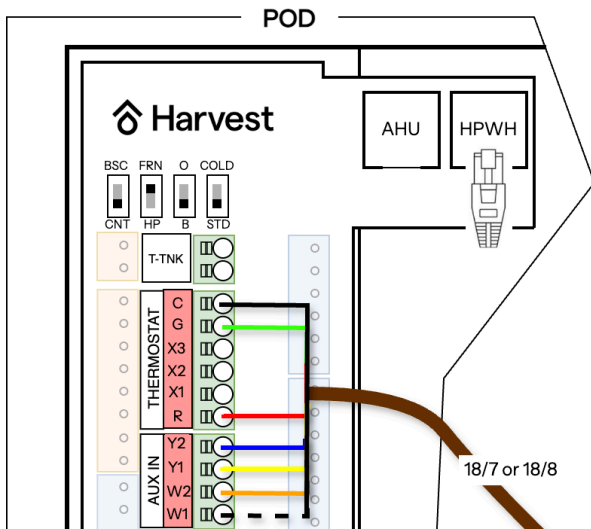 POD
Harvest
AHU
HPWH
BSC FRN O COLD
CNT HP B STD
T-TNK
THERMOSTAT
C
G
X3
X2
X1
R
AUX IN
Y2
Y1
W2
W1
18/7 or 18/8